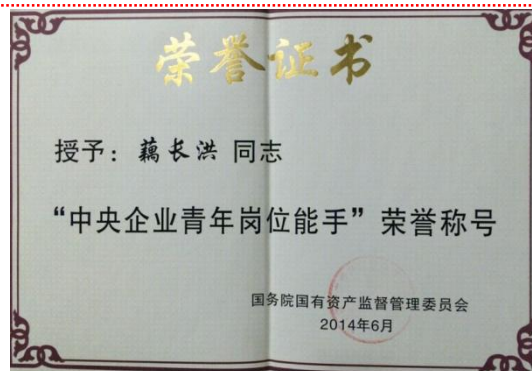 荣誉证书
授予：藕长洪 同志
“中央企业青年岗位能手”荣誉称号
国务院国有资产监督管理委员会
2014年6月